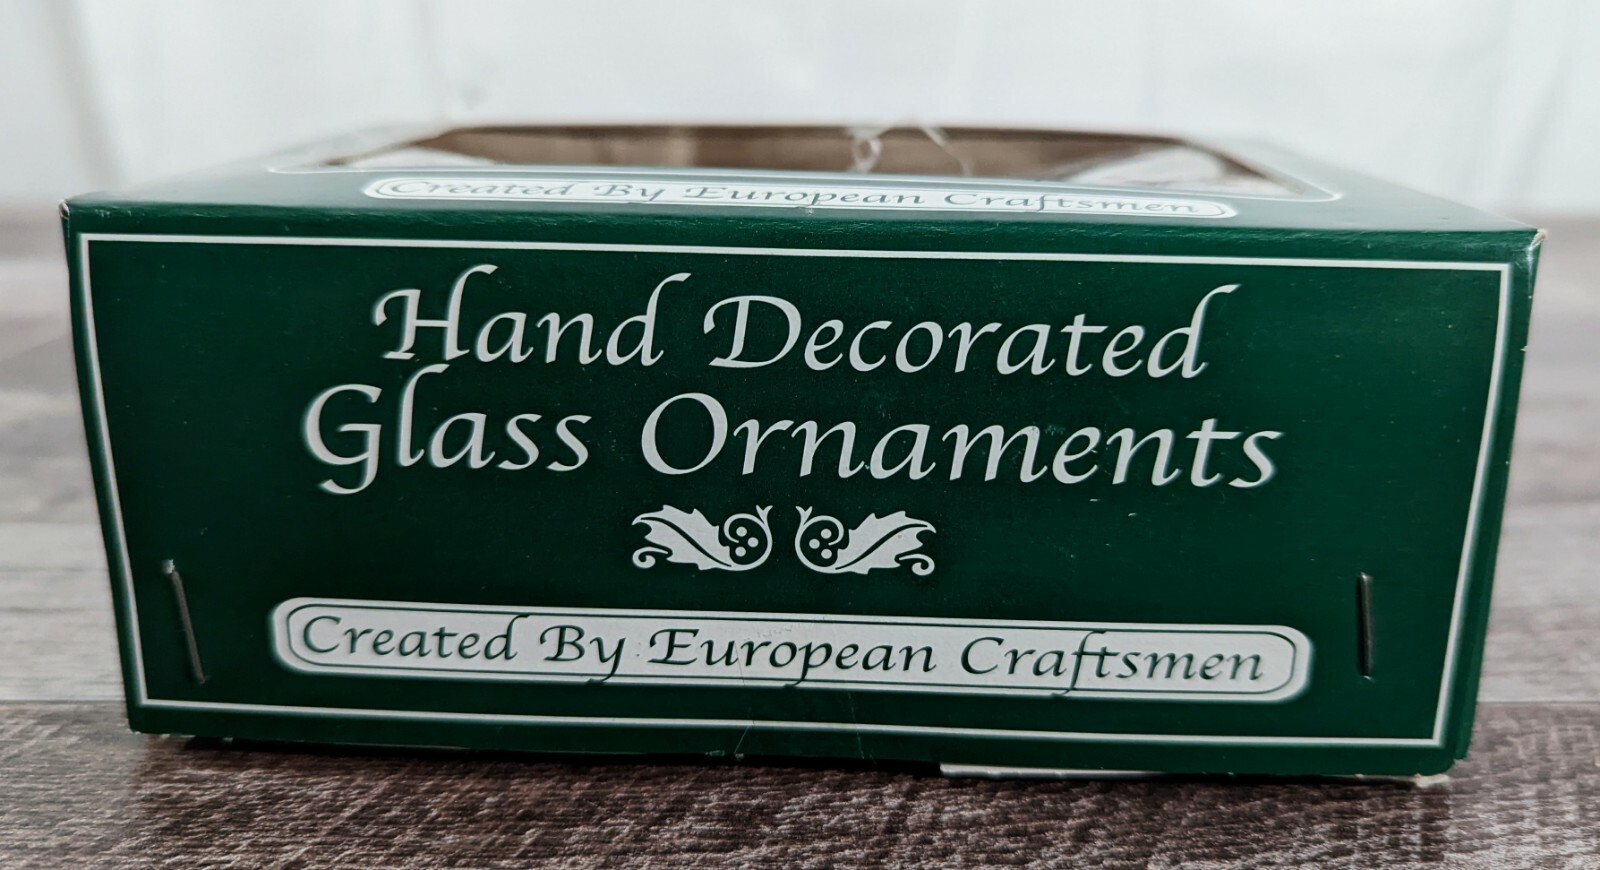 Created By European Craftsmen
Hand Decorated
Glass Ornaments
Created By European Craftsmen